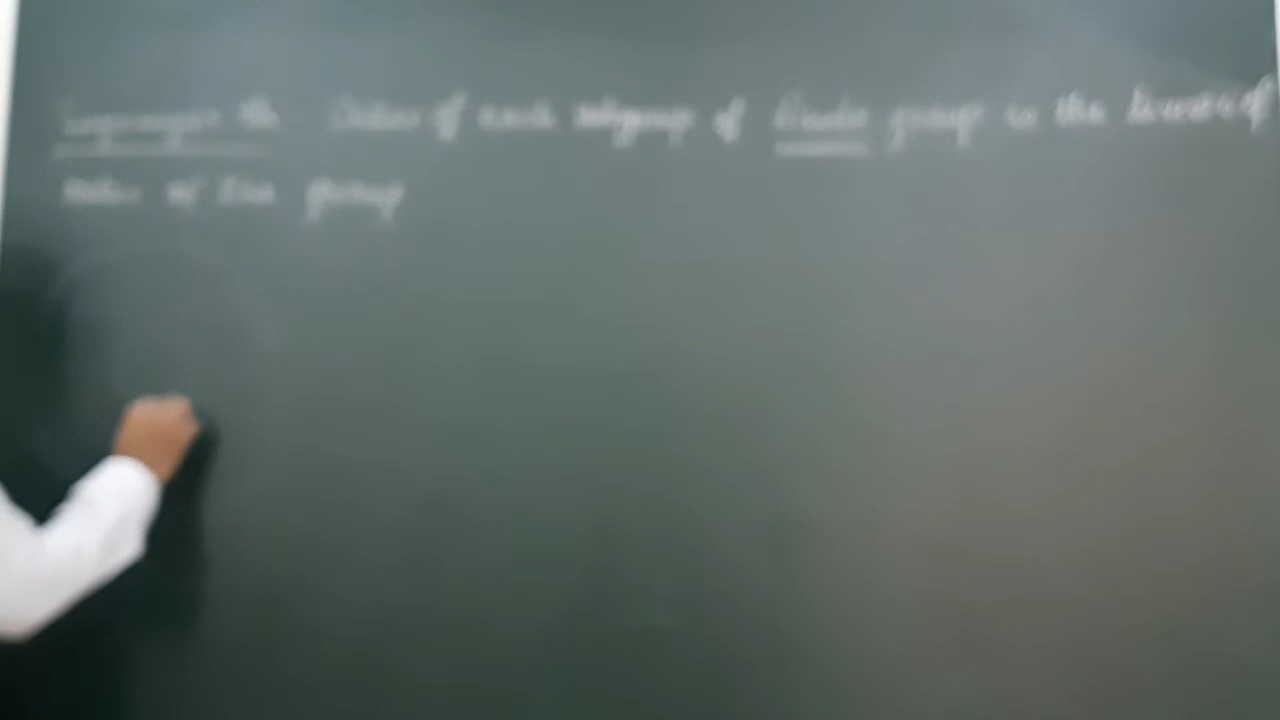 Lagranges Th Order of each subgroup of finite group is the divisor of
order of the group